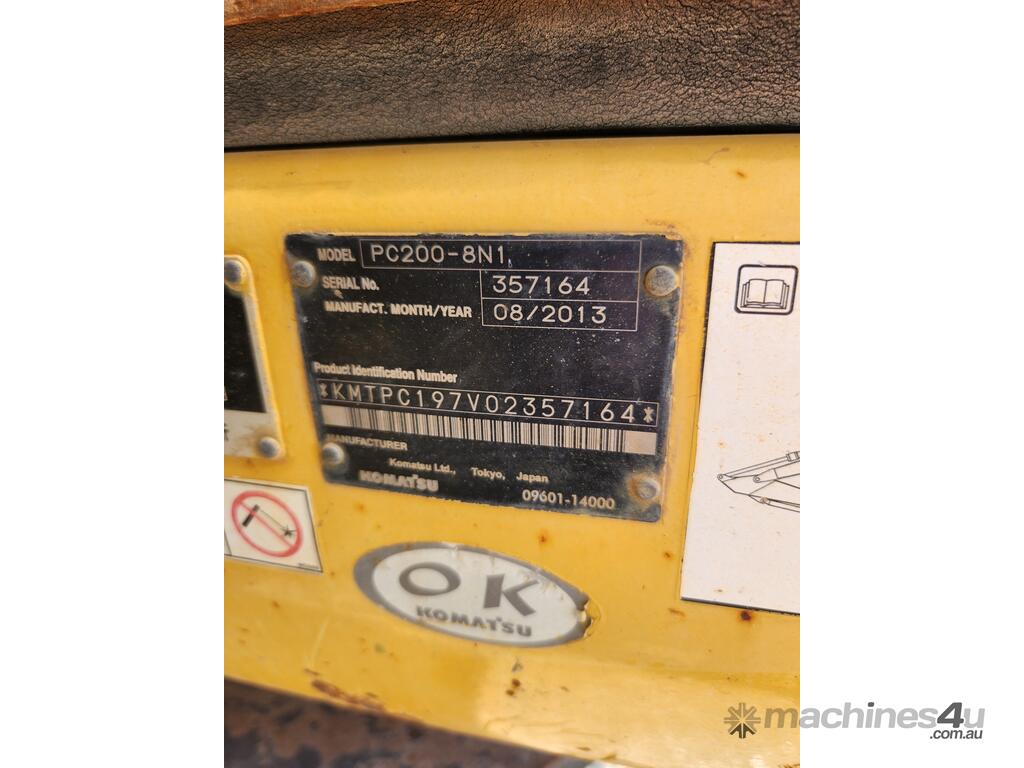 MODEL PC200-8N1
SERIAL No. 357164
MANUFACT. MONTH/YEAR 08/2013
Product Identification Number
*KMTPC197V02357164*
MANUFACTURER
Komatsu Ltd., Tokyo, Japan
KOMATSU
09601-14000
OK
KOMATSU
machines4u
.com.au